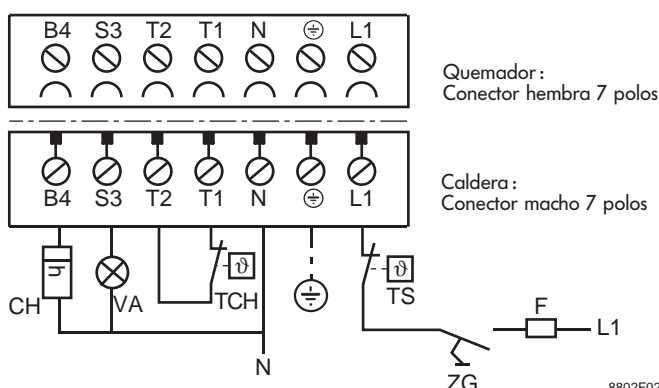 B4 S3 T2 T1 N L1
Quemador:
Conector hembra 7 polos
B4 S3 T2 T1 N L1
Caldera:
Conector macho 7 polos
h
ϑ
ϑ
CH
VA
TCH
TS
F
L1
N
ZG
8802F02